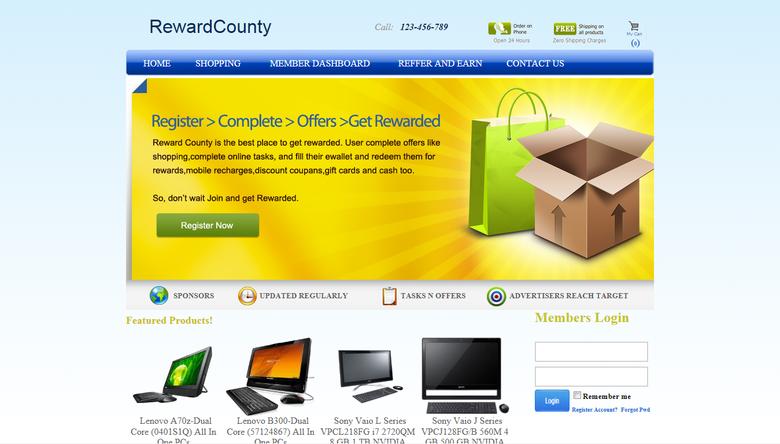 RewardCounty
Call: 123-456-789
Order on
Phone
Open 24 Hours
FREE Shipping on
all products
Zero Shipping Charges
My Cart
(0)
HOME SHOPPING MEMBER DASHBOARD REFFER AND EARN CONTACT US
Register > Complete > Offers >Get Rewarded
Reward County is the best place to get rewarded. User complete offers like
shopping,complete online tasks, and fill their ewallet and redeem them for
rewards,mobile recharges,discount coupons,gift cards and cash too.
So, don't wait Join and get Rewarded.
Register Now
SPONSORS UPDATED REGULARLY TASKS N OFFERS ADVERTISERS REACH TARGET
Featured Products!
Members Login
Remember me
Login
Register Account? Forgot Pwd
Lenovo A70z-Dual
Core (0401S1Q) All In
One PCs
Lenovo B300-Dual
Core (57124867) All In
One PCs
Sony Vaio L Series
VPCL218FG i7 2720QM
8 GB 1 TB NVIDIA
Sony Vaio J Series
VPCJ128FG/B 560M 4
GB 500 GB NVIDIA